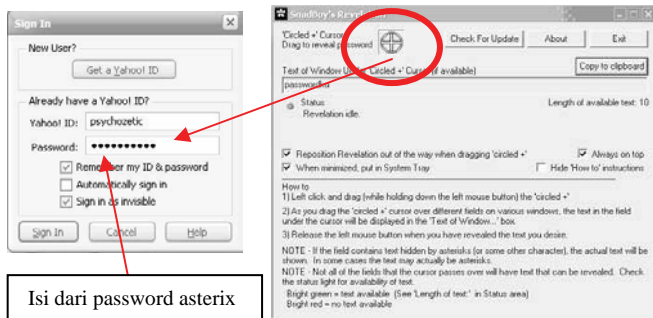 Sign In
New User?
Get a Yahoo! ID
Already have a Yahoo! ID?
Yahoo! ID: psychozetic
Password: ••••••••••
Remember my ID & password
Automatically sign in
Sign in as invisible
Sign In
Cancel
Help
Isi dari password asterix
SnadBoy's
'Circled +' Cursor
Drag to reveal password
Check For Update
About
Exit
Text of Window Under 'Circled +' Cursor (if available)
Copy to clipboard
Status
Revelation idle.
Length of available text: 10
Reposition Revelation out of the way when dragging 'circled +'
Always on top
When minimized, put in System Tray
Hide 'How to' instructions
How to
1) Left click and drag (while holding down the left mouse button) the 'circled +'
2) As you drag the 'circled +' cursor over different fields on various windows, the text in the field
under the cursor will be displayed in the 'Text of Window...' box.
3) Release the left mouse button when you have revealed the text you desire.
NOTE - If the field contains text hidden by asterisks (or some other character), the actual text will be
shown. In some cases the text may actually be asterisks.
NOTE - Not all of the fields that the cursor passes over will have text that can be revealed. Check
the status light for availability of text.
Bright green = text available (See 'Length of text:' in Status area)
Bright red = no text available